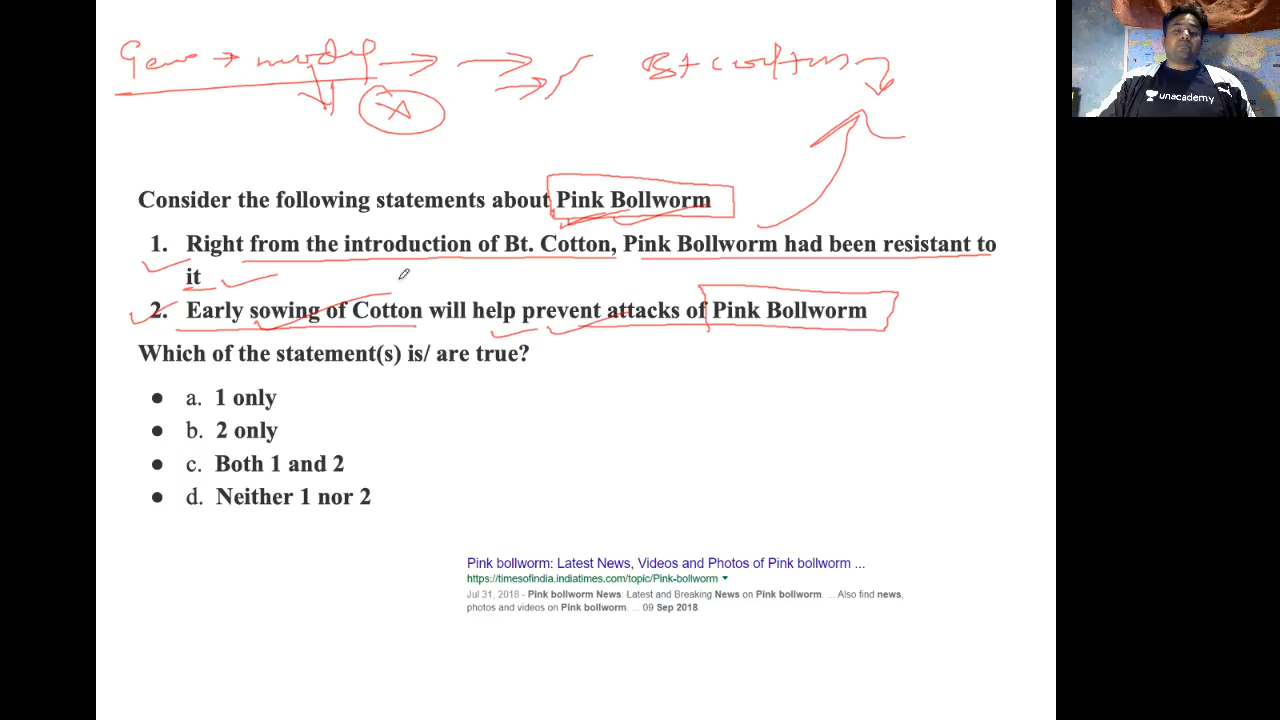 Gene → modif
Bt cotton
unacademy
Consider the following statements about Pink Bollworm
1. Right from the introduction of Bt. Cotton, Pink Bollworm had been resistant to
it
2. Early sowing of Cotton will help prevent attacks of Pink Bollworm
Which of the statement(s) is/ are true?
● a. 1 only
● b. 2 only
● c. Both 1 and 2
● d. Neither 1 nor 2
Pink bollworm: Latest News, Videos and Photos of Pink bollworm ...
https://timesofindia.indiatimes.com/topic/Pink-bollworm ▼
Jul 31, 2018 - Pink bollworm News: Latest and Breaking News on Pink bollworm. ... Also find news,
photos and videos on Pink bollworm. ... 09 Sep 2018.